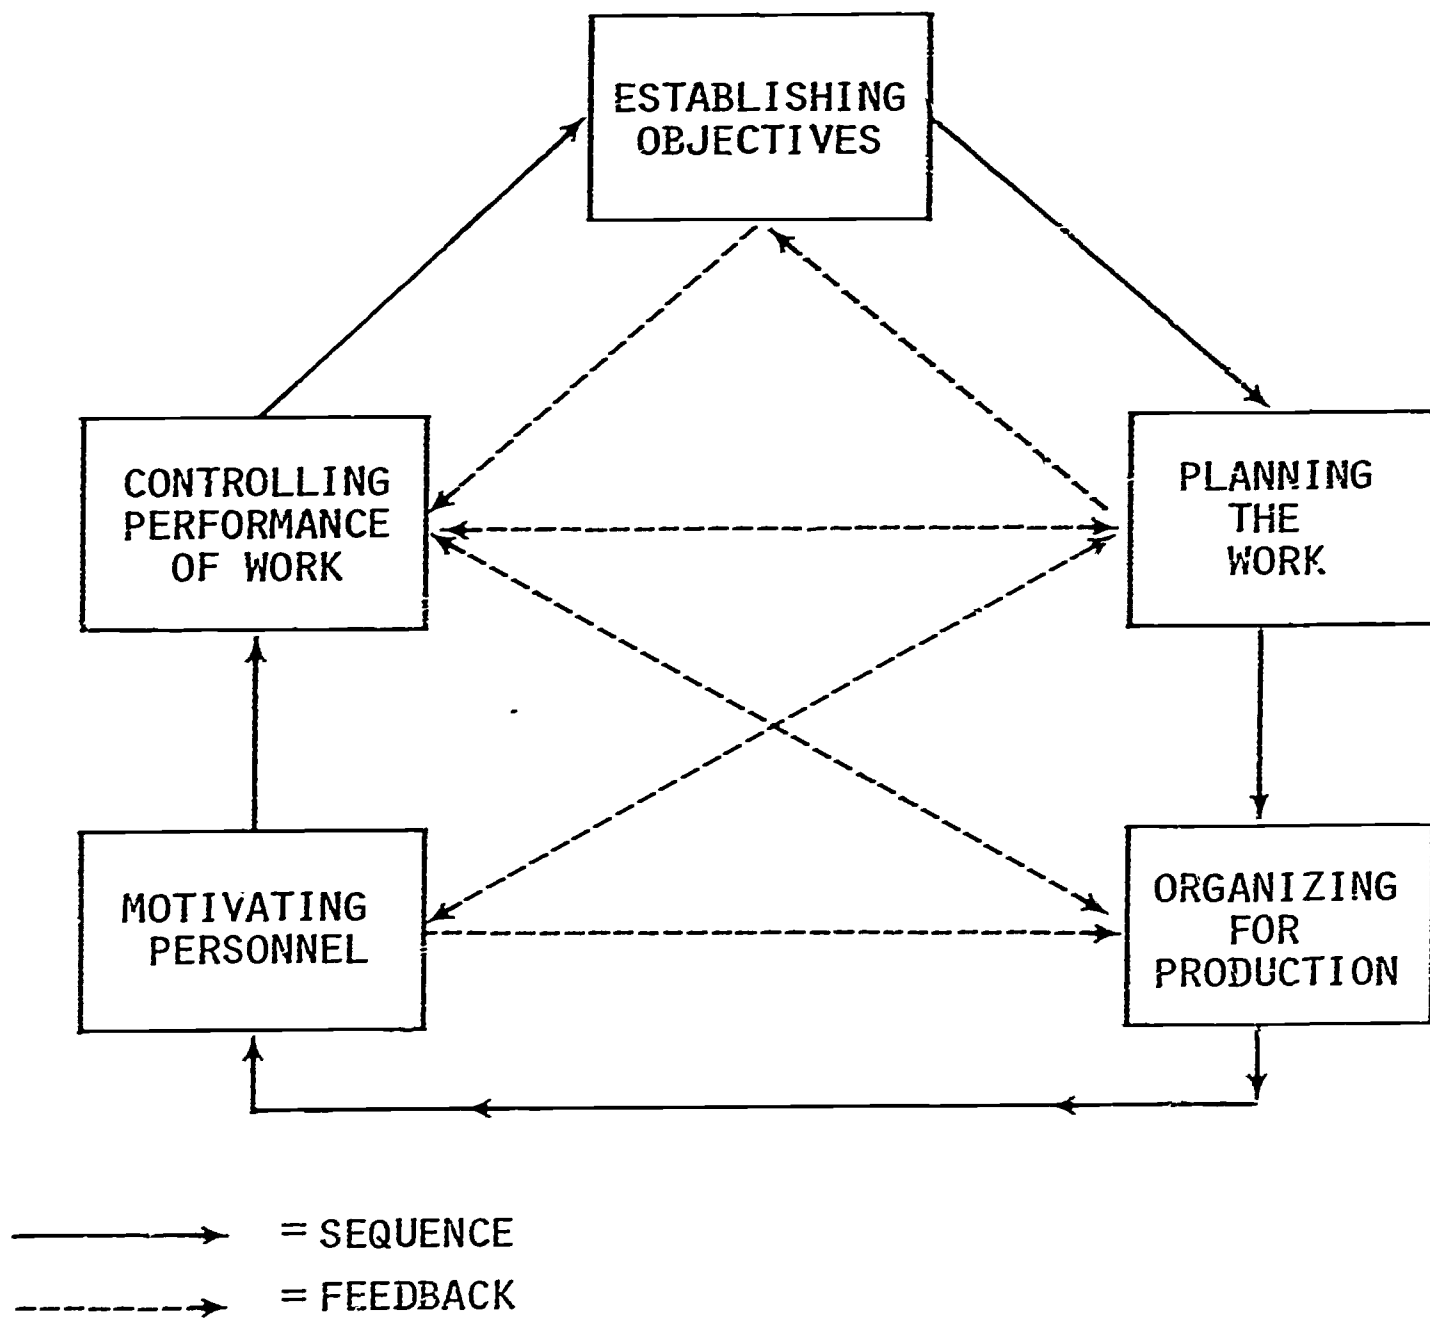 ESTABLISHING
OBJECTIVES
CONTROLLING
PERFORMANCE
OF WORK
PLANNING
THE
WORK
MOTIVATING
PERSONNEL
ORGANIZING
FOR
PRODUCTION
= SEQUENCE
= FEEDBACK